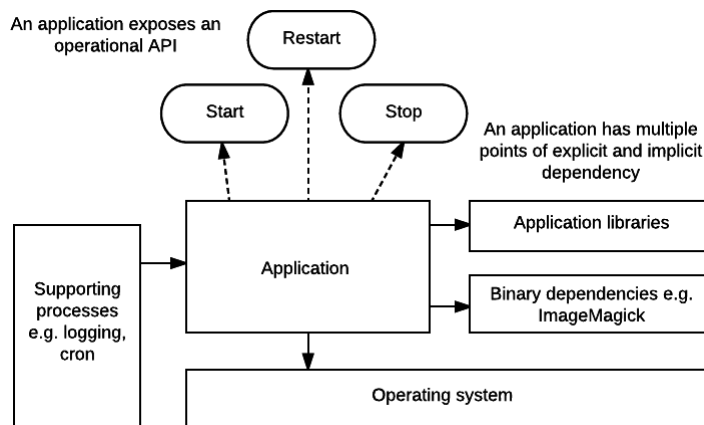 An application exposes an
operational API
Restart
Start
Stop
An application has multiple
points of explicit and implicit
dependency
Application libraries
Application
Supporting
processes
e.g. logging,
cron
Binary dependencies e.g.
ImageMagick
Operating system